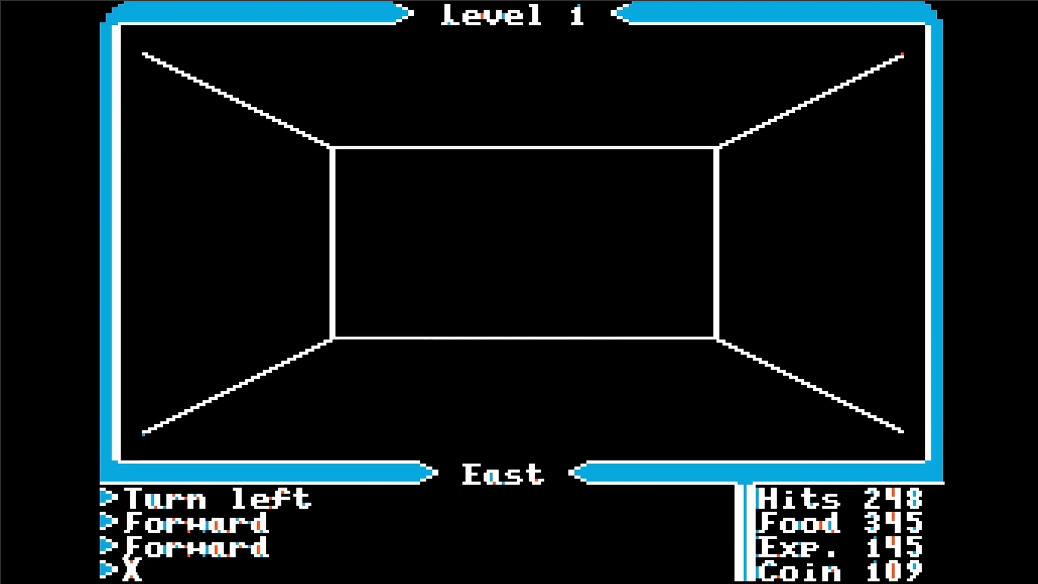 Level 1
East
Turn left
Forward
Forward
X
Hits 248
Food 345
Exp. 145
Coin 109